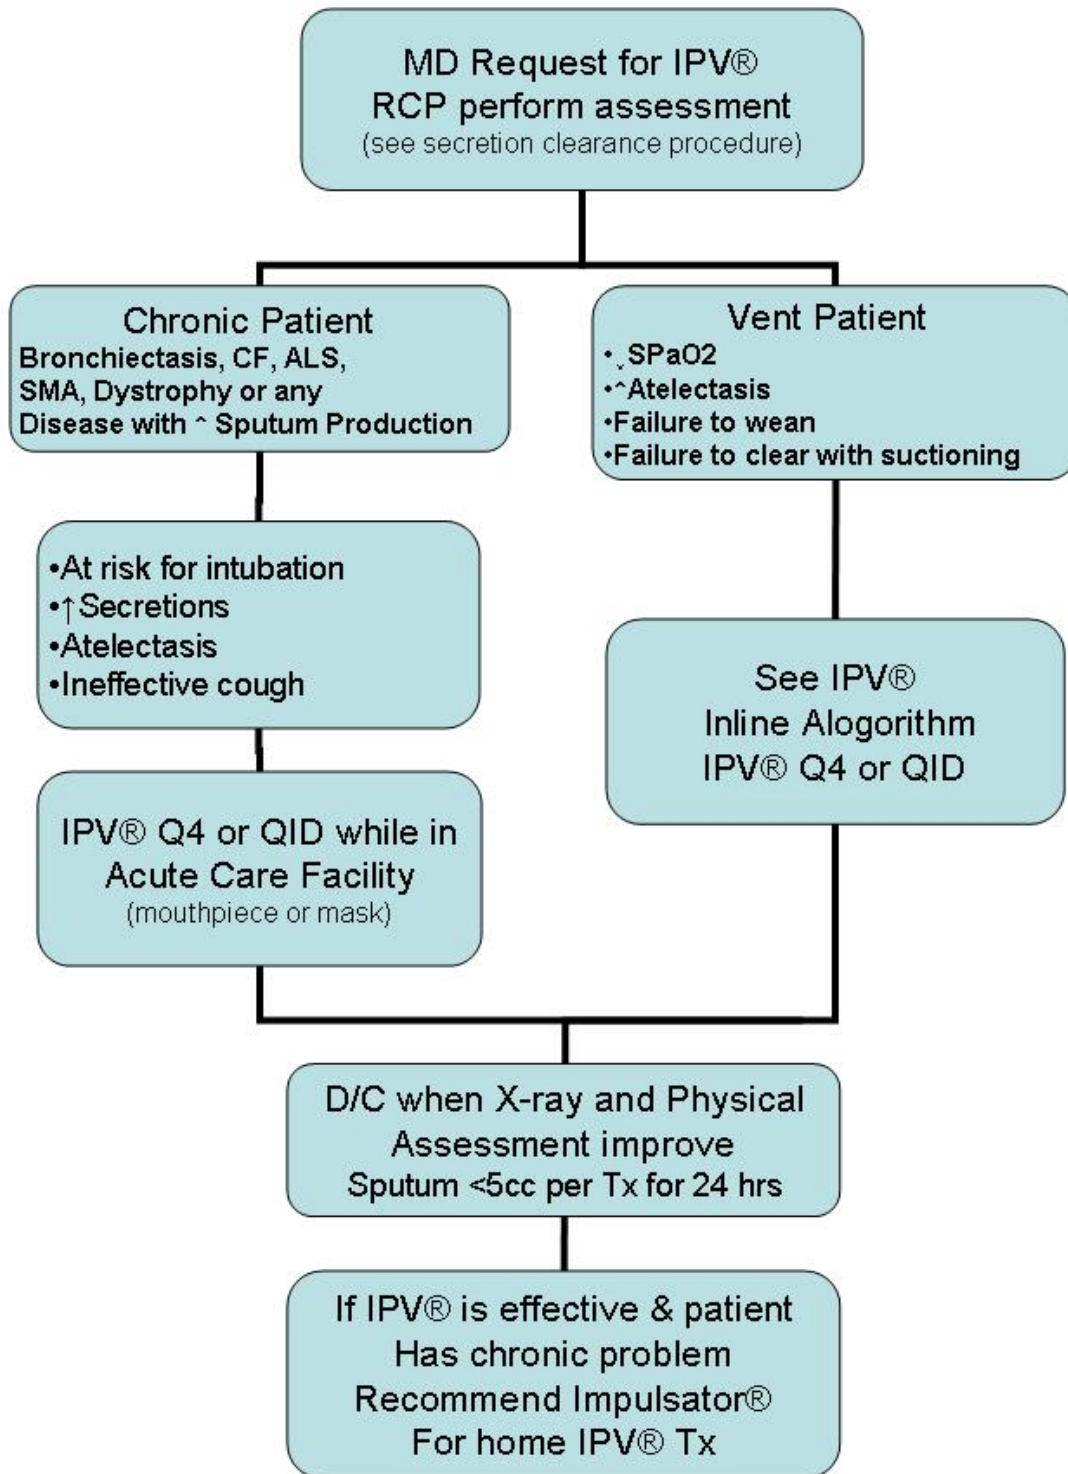 MD Request for IPV®
RCP perform assessment
(see secretion clearance procedure)
Chronic Patient
Bronchiectasis, CF, ALS,
SMA, Dystrophy or any
Disease with ᵔ Sputum Production
Vent Patient
•ˬSPaO2
•ᵔAtelectasis
•Failure to wean
•Failure to clear with suctioning
•At risk for intubation
•↑Secretions
•Atelectasis
•Ineffective cough
See IPV®
Inline Alogorithm
IPV® Q4 or QID
IPV® Q4 or QID while in
Acute Care Facility
(mouthpiece or mask)
D/C when X-ray and Physical
Assessment improve
Sputum <5cc per Tx for 24 hrs
If IPV® is effective & patient
Has chronic problem
Recommend Impulsator®
For home IPV® Tx